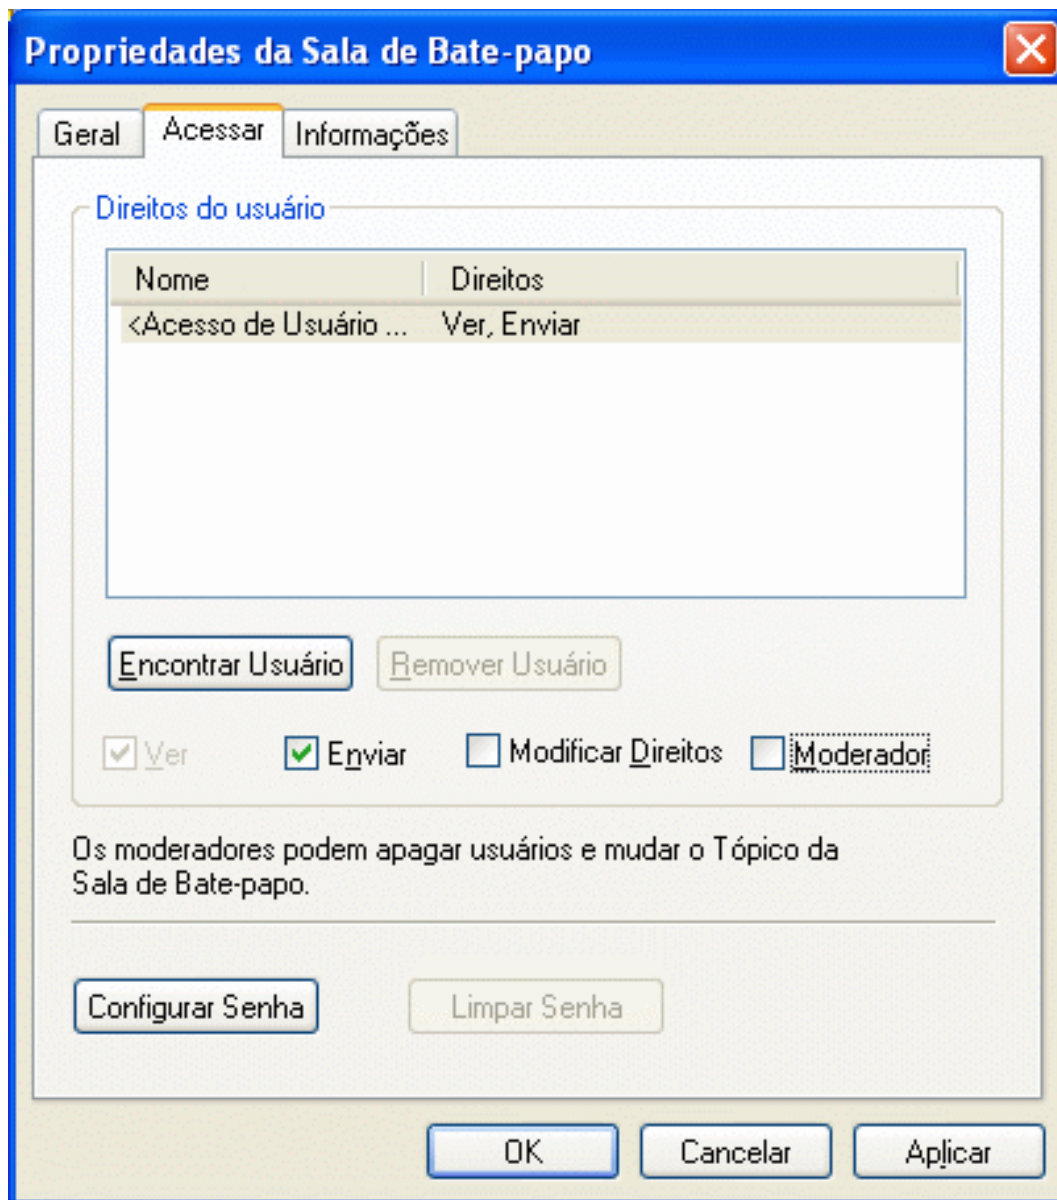 Propriedades da Sala de Bate-papo
Geral Acessar Informações
Direitos do usuário
Nome Direitos
<Acesso de Usuário ... Ver, Enviar
Encontrar Usuário Remover Usuário
Ver Enviar Modificar Direitos Moderador
Os moderadores podem apagar usuários e mudar o Tópico da
Sala de Bate-papo.
Configurar Senha Limpar Senha
OK Cancelar Aplicar